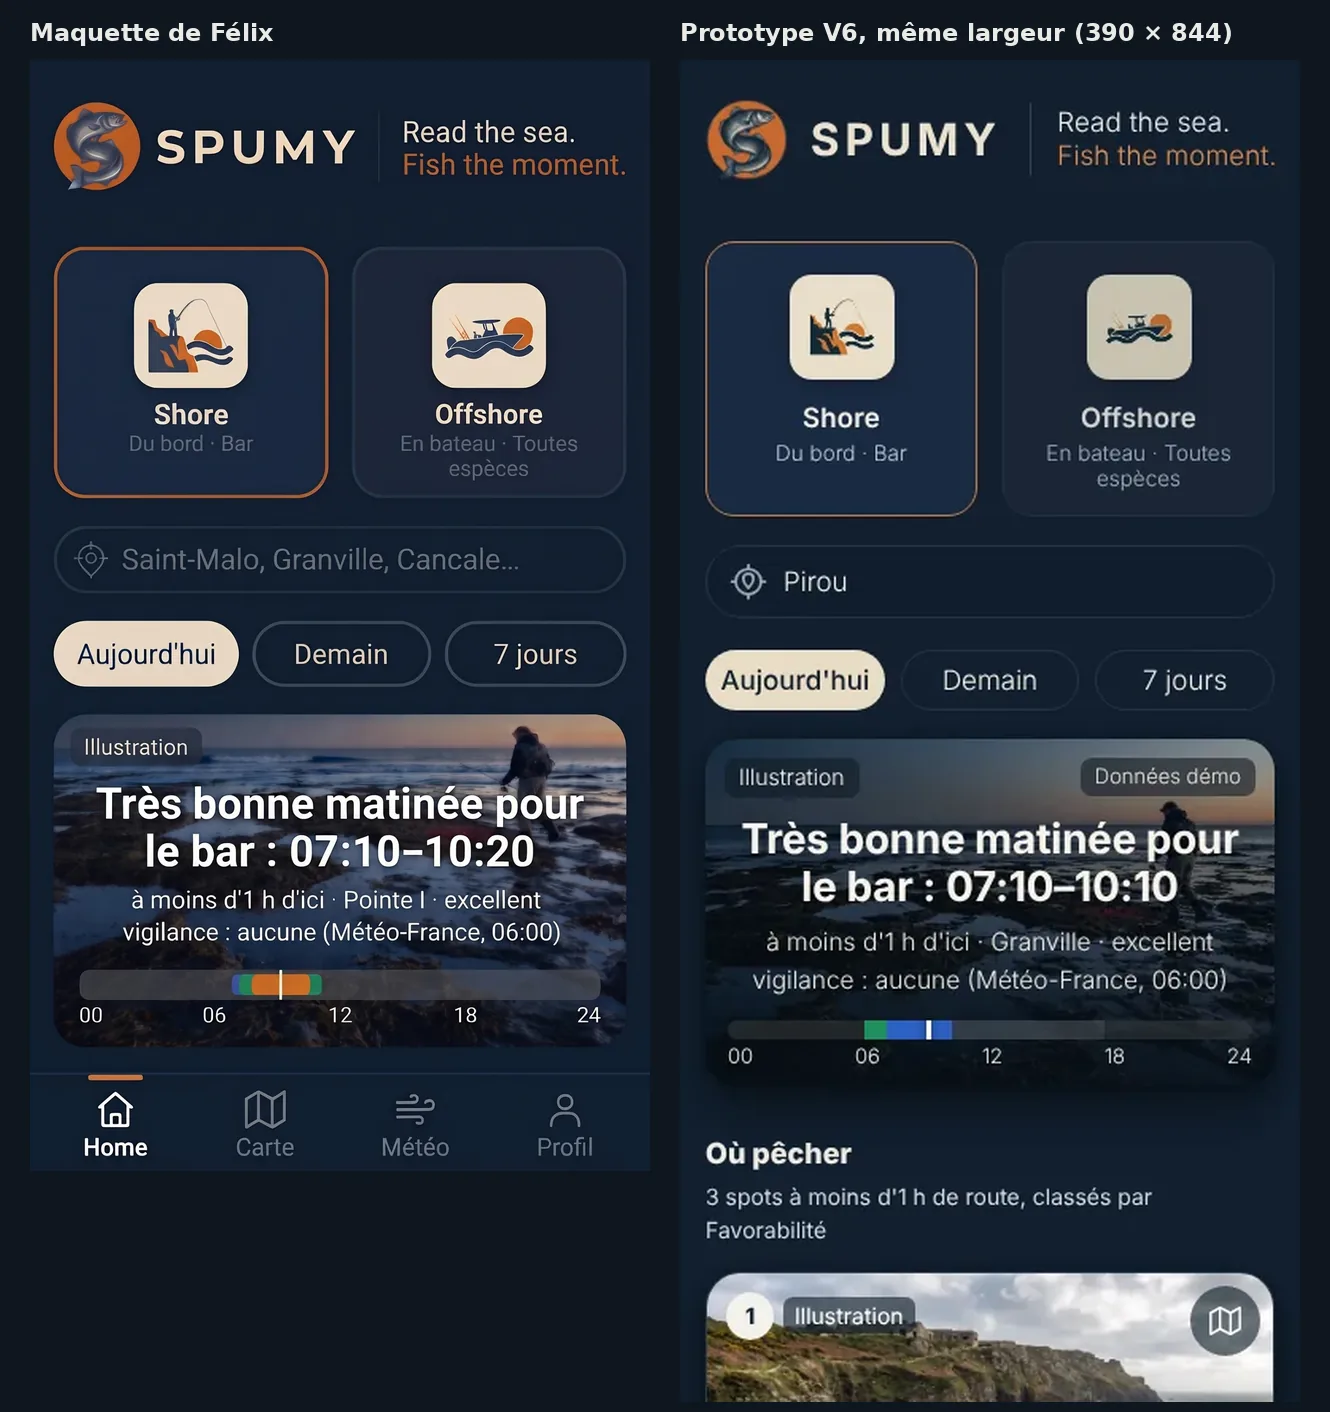 Maquette de Félix
SPUMY
Read the sea.
Fish the moment.
Shore
Du bord · Bar
Offshore
En bateau · Toutes
espèces
Saint-Malo, Granville, Cancale...
Aujourd'hui
Demain
7 jours
Illustration
Très bonne matinée pour
le bar : 07:10–10:20
à moins d'1 h d'ici · Pointe I · excellent
vigilance : aucune (Météo-France, 06:00)
00 06 12 18 24
Home
Carte
Météo
Profil
Prototype V6, même largeur (390 × 844)
SPUMY
Read the sea.
Fish the moment.
Shore
Du bord · Bar
Offshore
En bateau · Toutes
espèces
Pirou
Aujourd'hui
Demain
7 jours
Illustration
Données démo
Très bonne matinée pour
le bar : 07:10–10:10
à moins d'1 h d'ici · Granville · excellent
vigilance : aucune (Météo-France, 06:00)
00 06 12 18 24
Où pêcher
3 spots à moins d'1 h de route, classés par
Favorabilité
1
Illustration